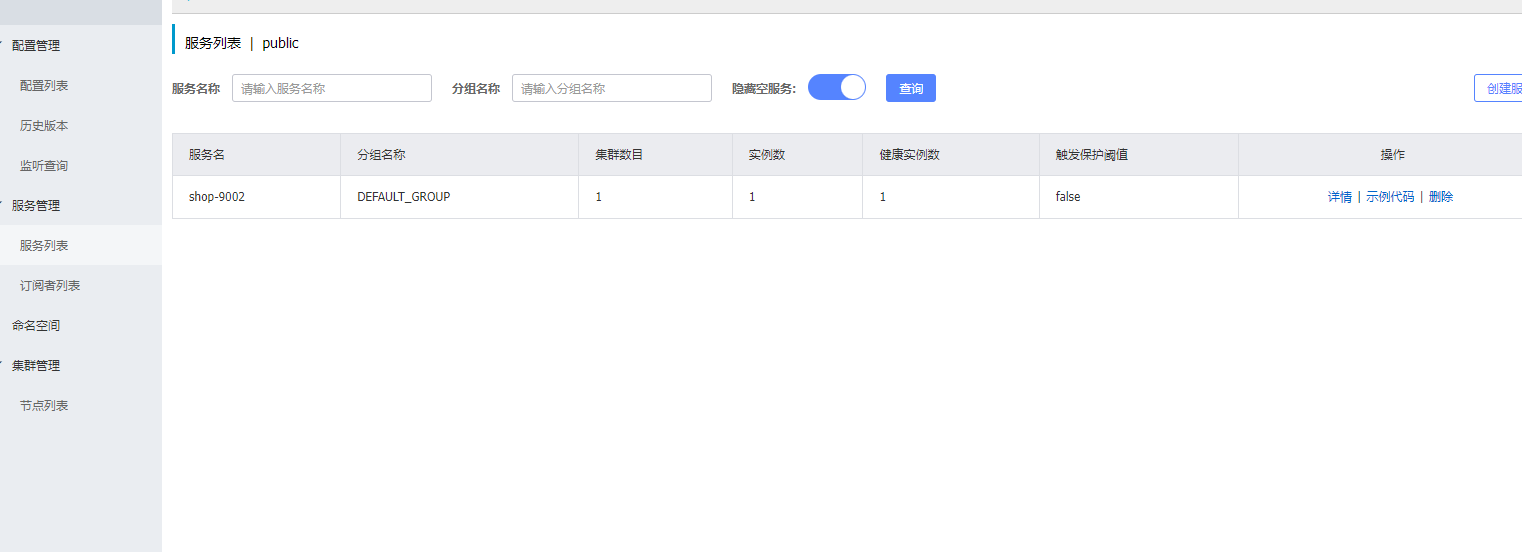 配置管理
配置列表
历史版本
监听查询
服务管理
服务列表
订阅者列表
命名空间
集群管理
节点列表
服务列表 | public
服务名称 请输入服务名称 分组名称 请输入分组名称 隐藏空服务: 查询 创建服
服务名 分组名称 集群数目 实例数 健康实例数 触发保护阈值 操作
shop-9002 DEFAULT_GROUP 1 1 1 false 详情 | 示例代码 | 删除